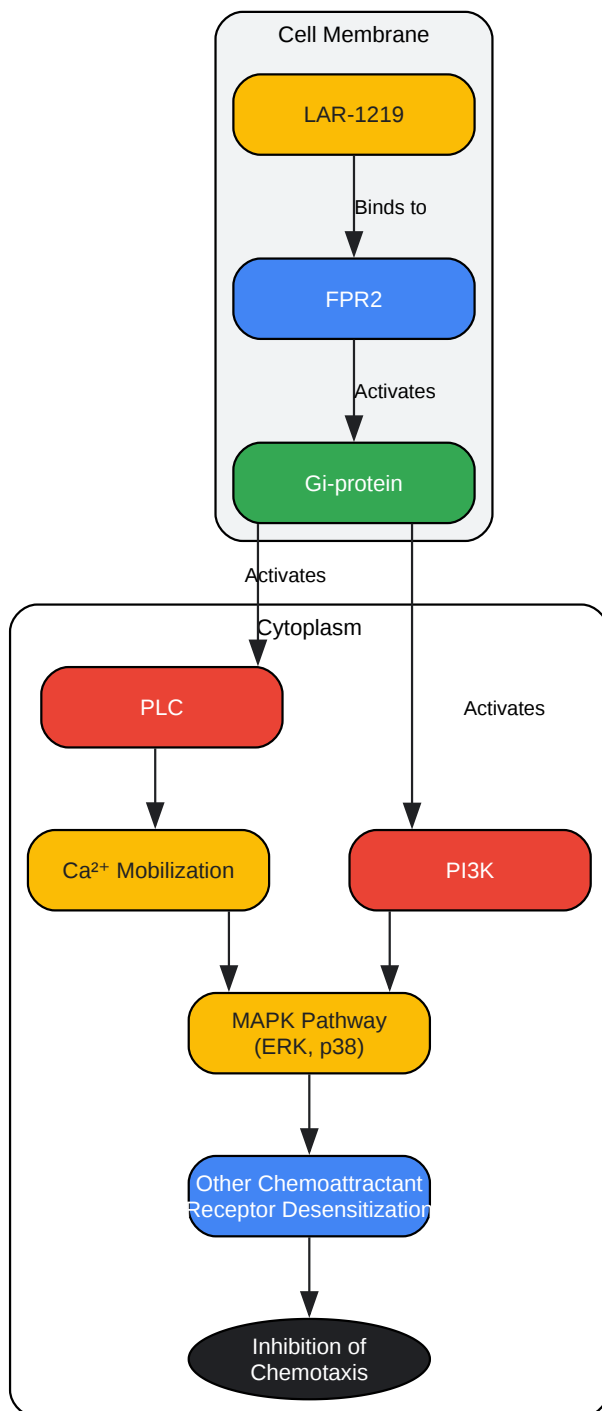 Cell Membrane
LAR-1219
Binds to
FPR2
Activates
Gi-protein
Activates
Cytoplasm
PLC
Activates
Ca²⁺ Mobilization
PI3K
MAPK Pathway
(ERK, p38)
Other Chemoattractant
Receptor Desensitization
Inhibition of
Chemotaxis